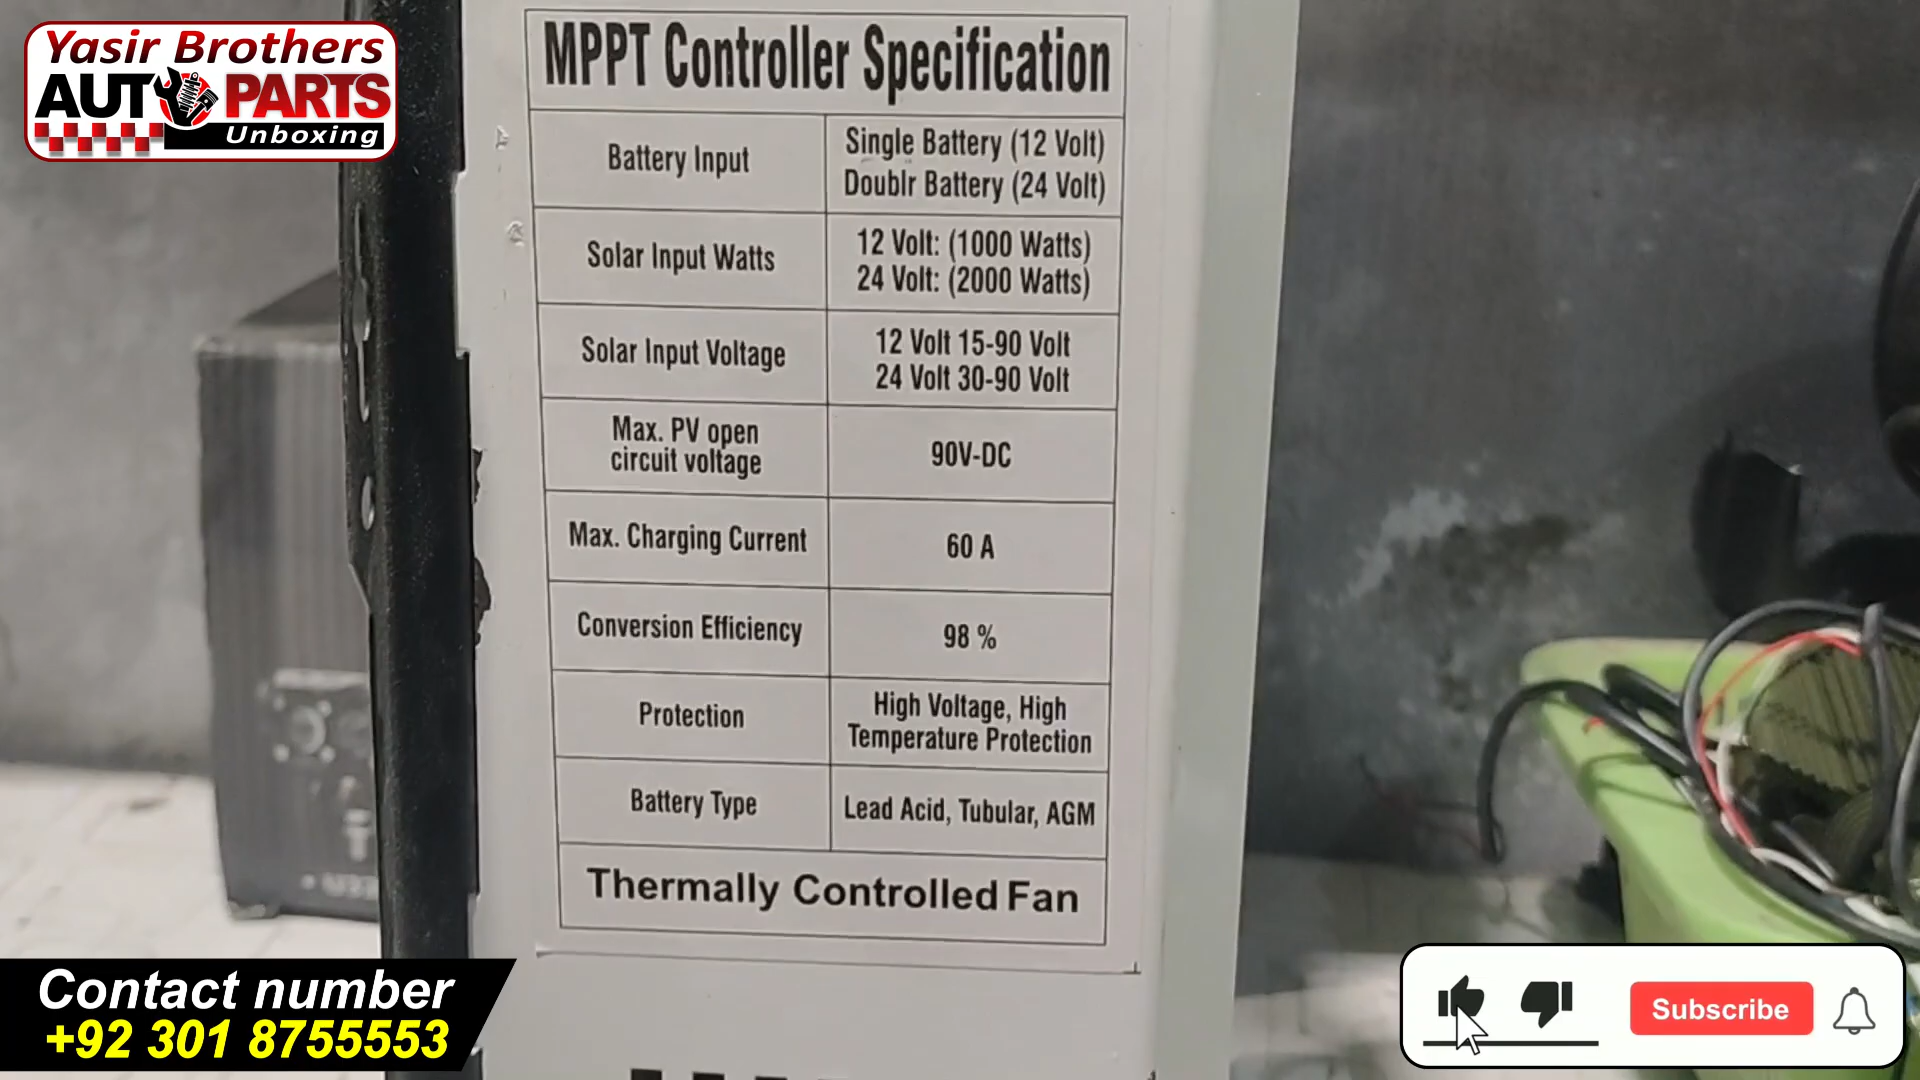 Yasir Brothers
AUTO PARTS
Unboxing
MPPT Controller Specification
Battery Input
Single Battery (12 Volt)
Doublr Battery (24 Volt)
Solar Input Watts
12 Volt: (1000 Watts)
24 Volt: (2000 Watts)
Solar Input Voltage
12 Volt 15-90 Volt
24 Volt 30-90 Volt
Max. PV open
circuit voltage
90V-DC
Max. Charging Current
60 A
Conversion Efficiency
98 %
Protection
High Voltage, High
Temperature Protection
Battery Type
Lead Acid, Tubular, AGM
Thermally Controlled Fan
Contact number
+92 301 8755553
Subscribe